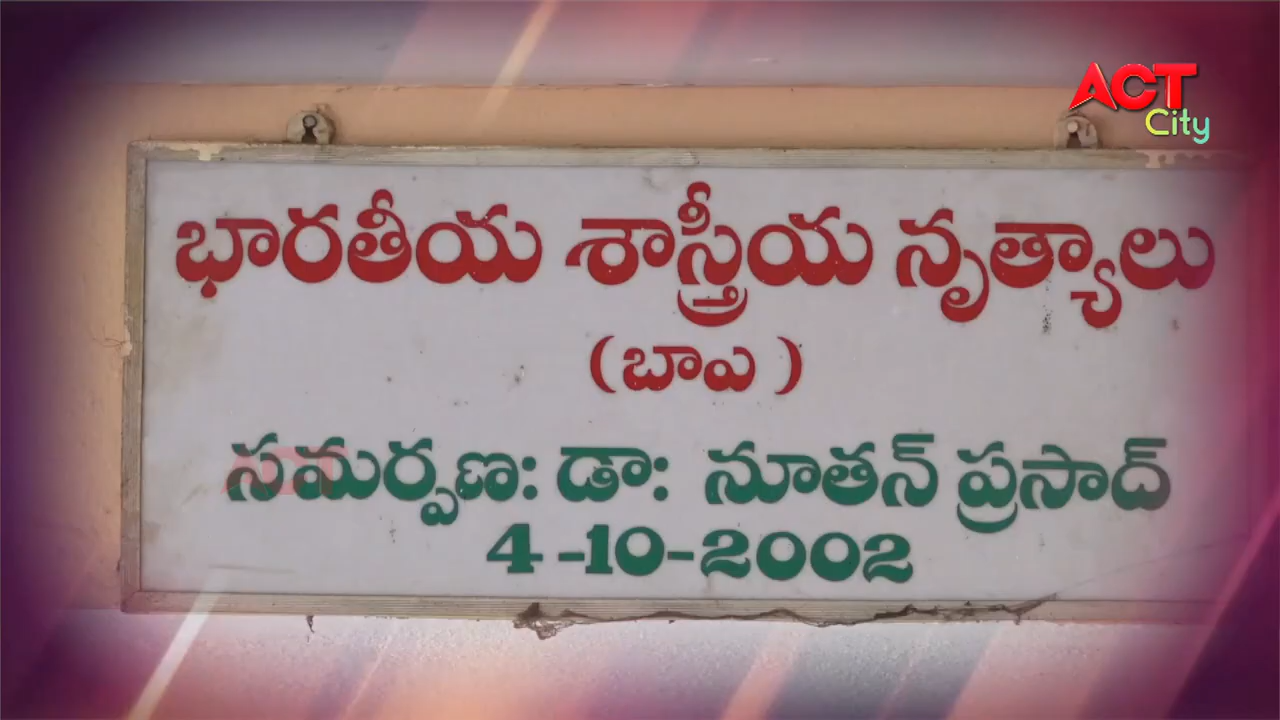 ACT
City
భారతీయ శాస్త్రీయ నృత్యాలు
(బాపు)
సమర్పణ: డా: నూతన్ ప్రసాద్
4-10-2002